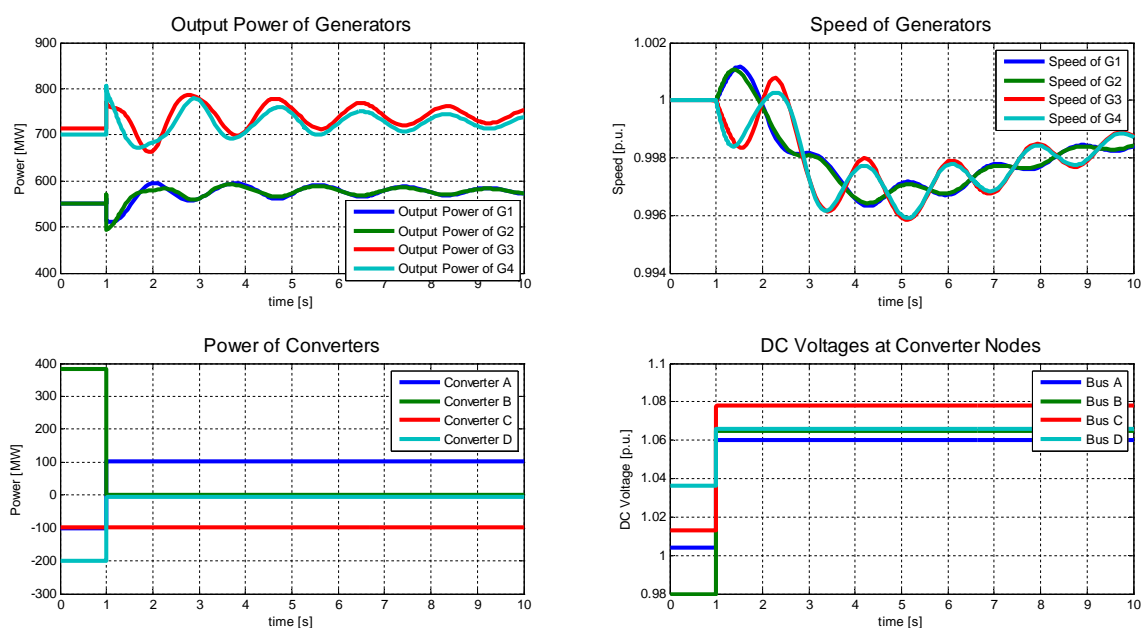 Output Power of Generators
900
800
700
600
500
400
Power [MW]
0 1 2 3 4 5 6 7 8 9 10
time [s]
Output Power of G1
Output Power of G2
Output Power of G3
Output Power of G4
Speed of Generators
1.002
1
0.998
0.996
0.994
Speed [p.u.]
0 1 2 3 4 5 6 7 8 9 10
time [s]
Speed of G1
Speed of G2
Speed of G3
Speed of G4
Power of Converters
400
300
200
100
0
-100
-200
-300
Power [MW]
0 1 2 3 4 5 6 7 8 9 10
time [s]
Converter A
Converter B
Converter C
Converter D
DC Voltages at Converter Nodes
1.1
1.08
1.06
1.04
1.02
1
0.98
DC Voltage [p.u.]
0 1 2 3 4 5 6 7 8 9 10
time [s]
Bus A
Bus B
Bus C
Bus D